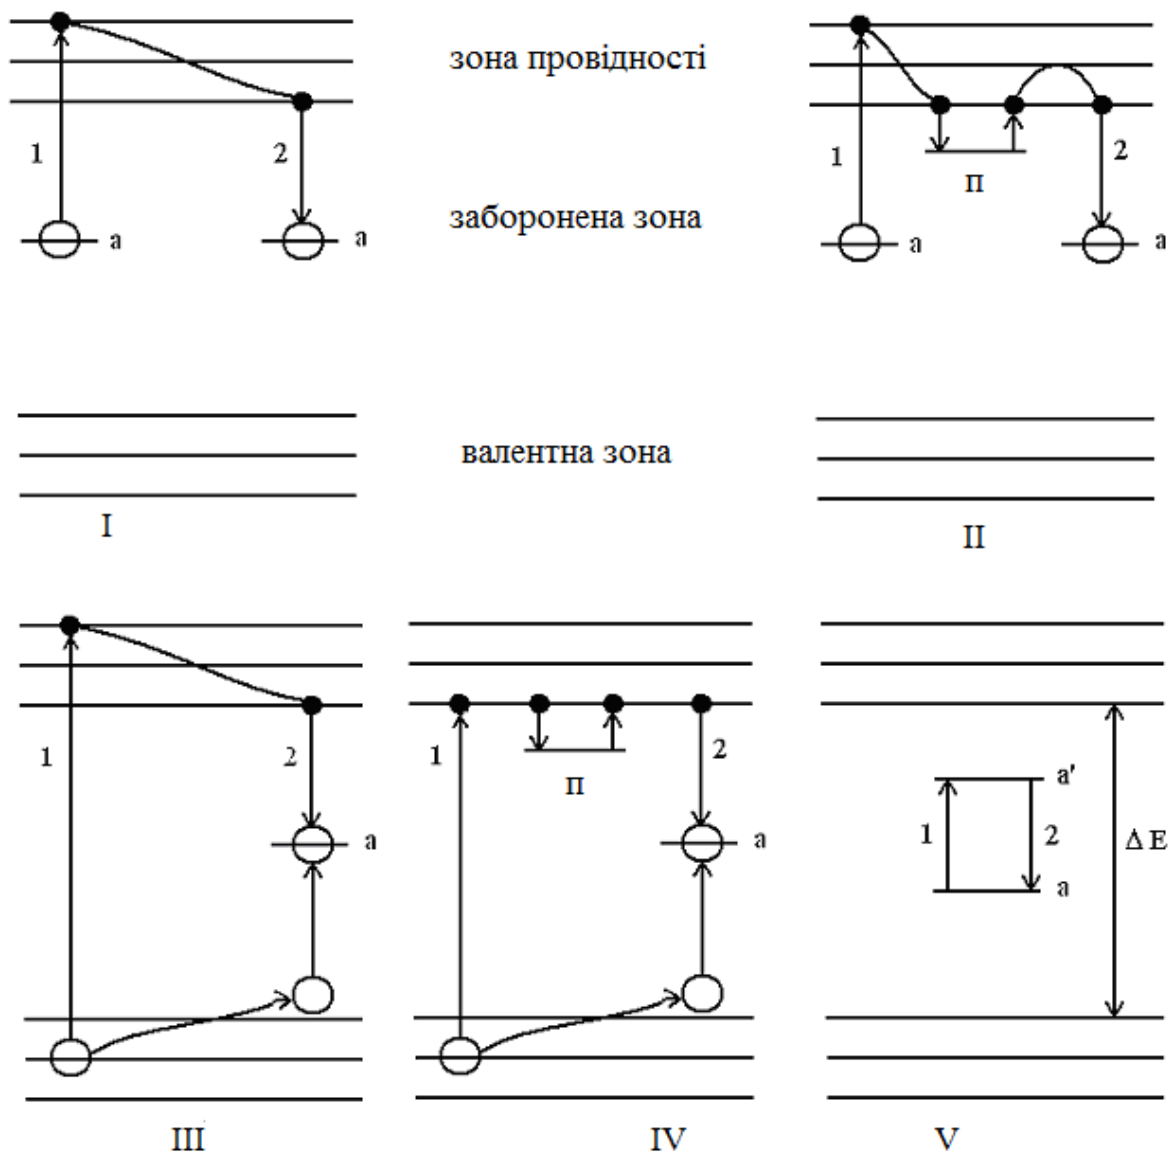 зона провідності
1
2
а
а
заборонена зона
1
2
п
а
а
валентна зона
I
II
1
2
а
III
1
2
п
а
IV
a'
1
2
Δ E
a
V